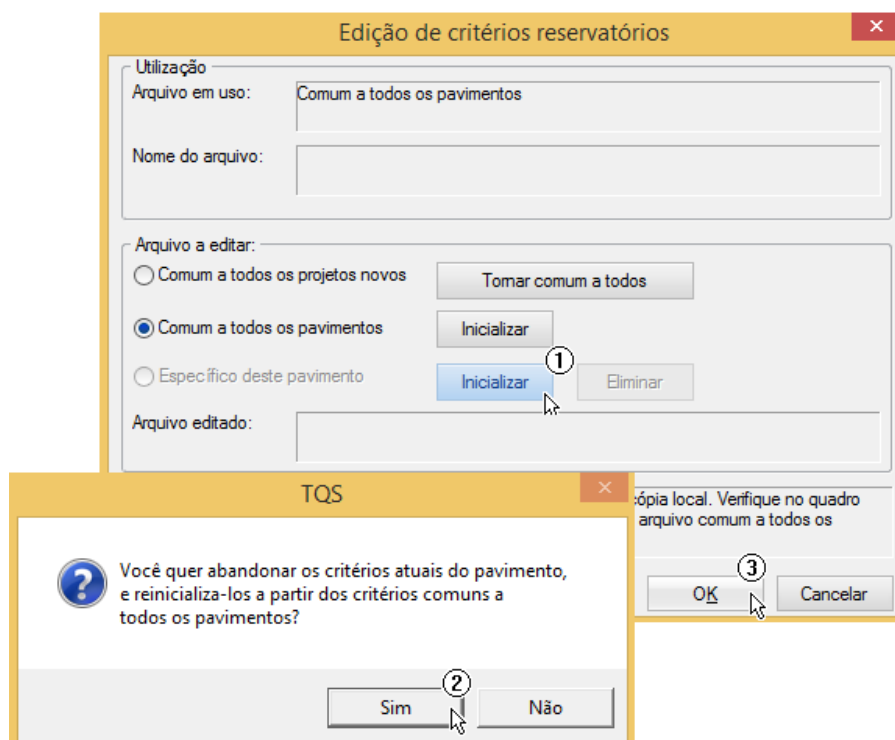 Edição de critérios reservatórios
Utilização
Arquivo em uso:
Comum a todos os pavimentos
Nome do arquivo:
Arquivo a editar:
Comum a todos os projetos novos
Tornar comum a todos
Comum a todos os pavimentos
Inicializar
1
Específico deste pavimento
Inicializar
Eliminar
Arquivo editado:
cópia local. Verifique no quadro
arquivo comum a todos os
3
OK
Cancelar
TQS
Você quer abandonar os critérios atuais do pavimento,
e reinicializa-los a partir dos critérios comuns a
todos os pavimentos?
2
Sim
Não